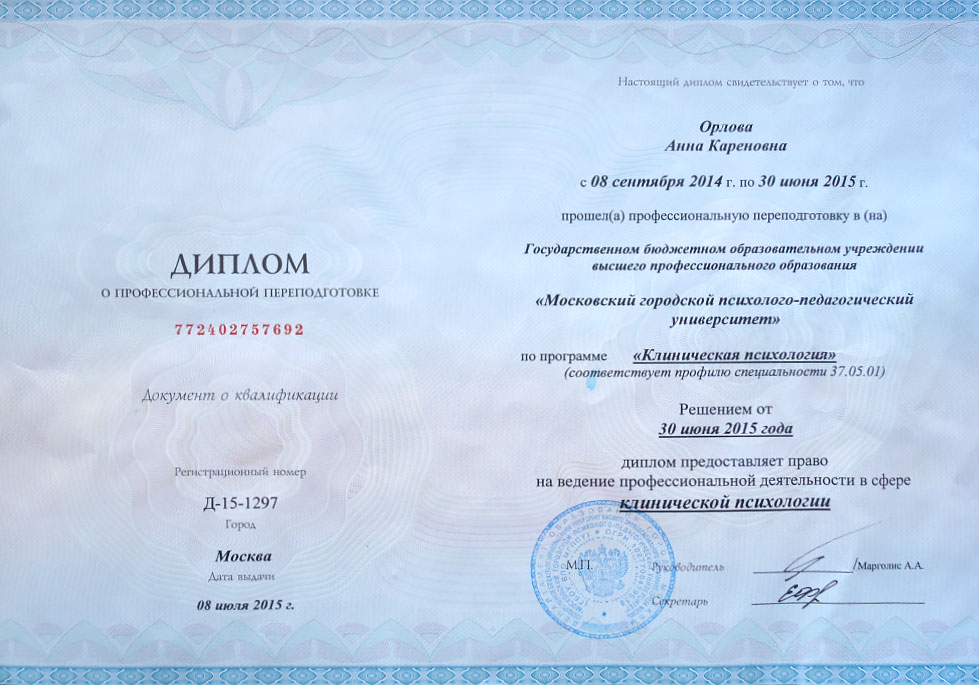 ДИПЛОМ
О ПРОФЕССИОНАЛЬНОЙ ПЕРЕПОДГОТОВКЕ
772402757692
Документ о квалификации
Регистрационный номер
Д-15-1297
Город
Москва
Дата выдачи
08 июля 2015 г.
Настоящий диплом свидетельствует о том, что
Орлова
Анна Кареновна
с 08 сентября 2014 г. по 30 июня 2015 г.
прошел(а) профессиональную переподготовку в (на)
Государственном бюджетном образовательном учреждении
высшего профессионального образования
«Московский городской психолого-педагогический
университет»
по программе «Клиническая психология»
(соответствует профилю специальности 37.05.01)
Решением от
30 июня 2015 года
диплом предоставляет право
на ведение профессиональной деятельности в сфере
клинической психологии
М.П.
Руководитель /Марголис А.А.
Секретарь